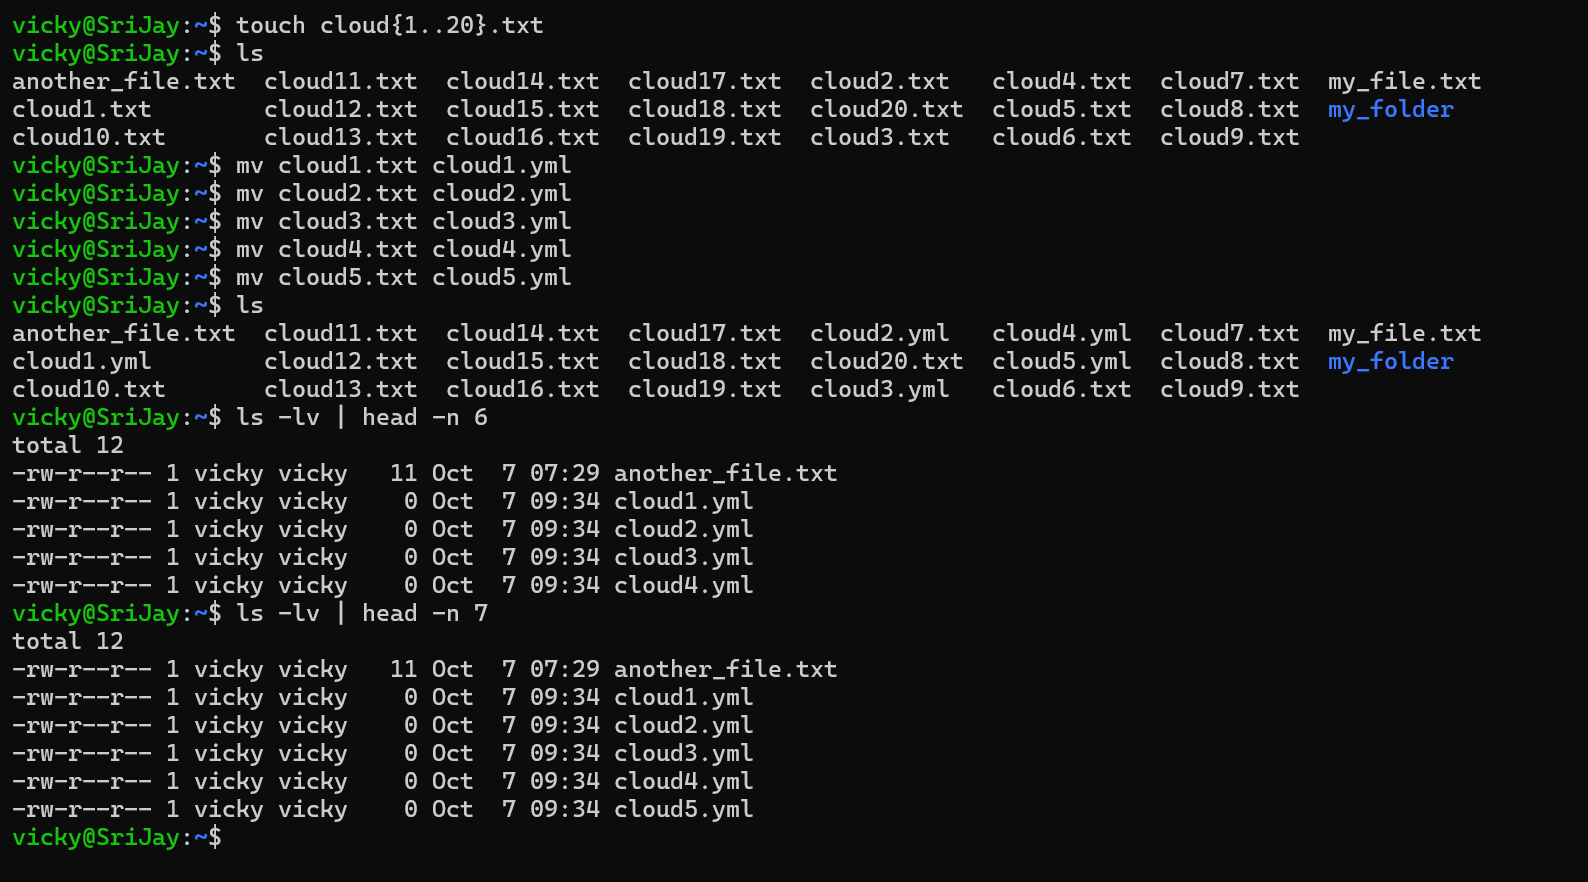 vicky@SriJay:~$ touch cloud{1..20}.txt
vicky@SriJay:~$ ls
another_file.txt  cloud11.txt  cloud14.txt  cloud17.txt  cloud2.txt   cloud4.txt  cloud7.txt  my_file.txt
cloud1.txt        cloud12.txt  cloud15.txt  cloud18.txt  cloud20.txt  cloud5.txt  cloud8.txt  my_folder
cloud10.txt       cloud13.txt  cloud16.txt  cloud19.txt  cloud3.txt   cloud6.txt  cloud9.txt
vicky@SriJay:~$ mv cloud1.txt cloud1.yml
vicky@SriJay:~$ mv cloud2.txt cloud2.yml
vicky@SriJay:~$ mv cloud3.txt cloud3.yml
vicky@SriJay:~$ mv cloud4.txt cloud4.yml
vicky@SriJay:~$ mv cloud5.txt cloud5.yml
vicky@SriJay:~$ ls
another_file.txt  cloud11.txt  cloud14.txt  cloud17.txt  cloud2.yml   cloud4.yml  cloud7.txt  my_file.txt
cloud1.yml        cloud12.txt  cloud15.txt  cloud18.txt  cloud20.txt  cloud5.yml  cloud8.txt  my_folder
cloud10.txt       cloud13.txt  cloud16.txt  cloud19.txt  cloud3.yml   cloud6.txt  cloud9.txt
vicky@SriJay:~$ ls -lv | head -n 6
total 12
-rw-r--r-- 1 vicky vicky   11 Oct  7 07:29 another_file.txt
-rw-r--r-- 1 vicky vicky    0 Oct  7 09:34 cloud1.yml
-rw-r--r-- 1 vicky vicky    0 Oct  7 09:34 cloud2.yml
-rw-r--r-- 1 vicky vicky    0 Oct  7 09:34 cloud3.yml
-rw-r--r-- 1 vicky vicky    0 Oct  7 09:34 cloud4.yml
vicky@SriJay:~$ ls -lv | head -n 7
total 12
-rw-r--r-- 1 vicky vicky   11 Oct  7 07:29 another_file.txt
-rw-r--r-- 1 vicky vicky    0 Oct  7 09:34 cloud1.yml
-rw-r--r-- 1 vicky vicky    0 Oct  7 09:34 cloud2.yml
-rw-r--r-- 1 vicky vicky    0 Oct  7 09:34 cloud3.yml
-rw-r--r-- 1 vicky vicky    0 Oct  7 09:34 cloud4.yml
-rw-r--r-- 1 vicky vicky    0 Oct  7 09:34 cloud5.yml
vicky@SriJay:~$